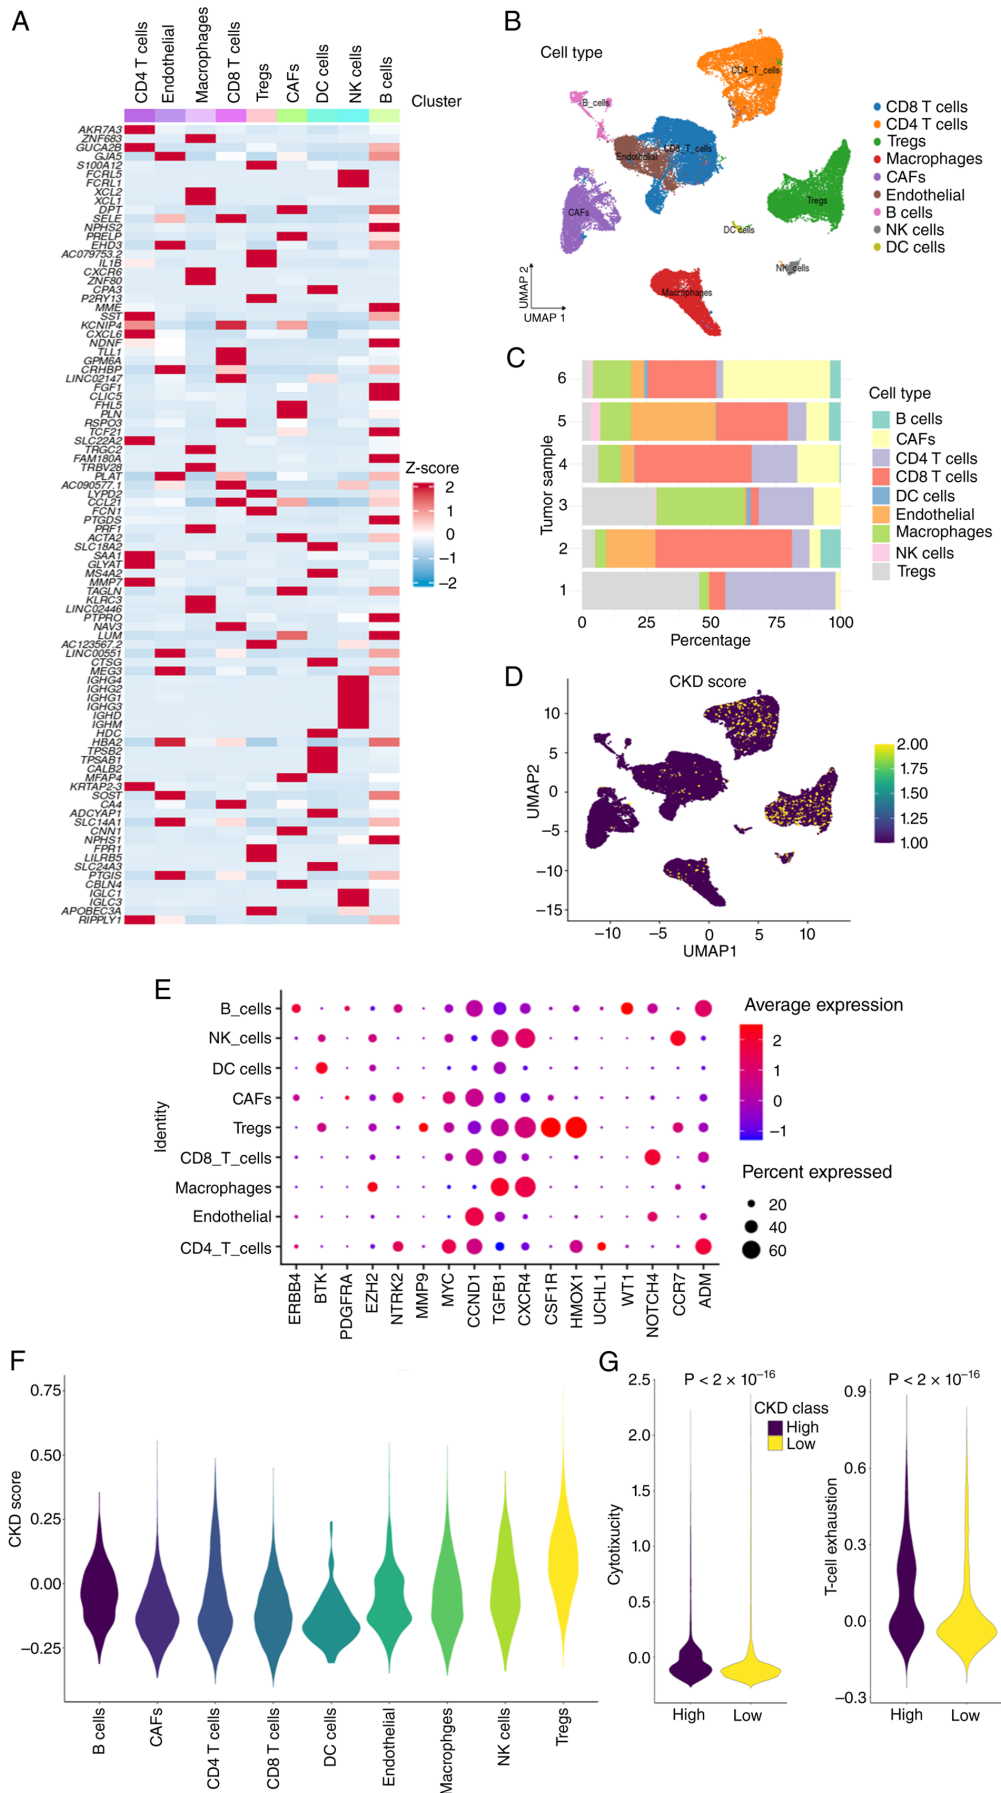 A
CD4 T cells
Endothelial
Macrophages
CD8 T cells
Tregs
CAFs
DC cells
NK cells
B cells
Cluster
AKR7A3
ZNF683
GUCA2B
GJA5
S100A12
FCRL5
FCRL1
XCL2
XCL1
DPT
SELE
NPHS2
PRELP
EHD3
AC079753.2
IL1B
CXCR6
ZNF80
CPA3
P2RY13
MME
SST
KCNIP4
CXCL6
NDNF
TLL1
GPM6A
CRHBP
LINC02147
FGF1
CLIC5
FHL5
PLN
RSPO3
TCF21
SLC22A2
TRGC2
FAM180A
TRBV28
PLAT
AC090577.1
LYPD2
CCL21
FCN1
PTGDS
PRF1
ACTA2
SLC18A2
SAA1
GLYAT
MS4A2
MMP7
TAGLN
KLRC3
LINC02446
PTPRO
NAV3
LUM
AC123567.2
LINC00551
CTSG
MEG3
IGHG4
IGHG2
IGHG1
IGHG3
IGHD
IGHM
HDC
HBA2
TPSB2
TPSAB1
CALB2
MFAP4
KRTAP2-3
SOST
CA4
ADCYAP1
SLC14A1
CNN1
NPHS1
FPR1
LILRB5
SLC24A3
PTGIS
CBLN4
IGLC1
IGLC3
APOBEC3A
RIPPLY1
Z-score
2
1
0
−1
−2
B
Cell type
CD4_T_cells
B_cells
Endothelial
CD8_T_cells
CAFs
Tregs
DC cells
NK_cells
Macrophages
UMAP 2
UMAP 1
CD8 T cells
CD4 T cells
Tregs
Macrophages
CAFs
Endothelial
B cells
NK cells
DC cells
C
Tumor sample
6
5
4
3
2
1
0
25
50
75
100
Percentage
Cell type
B cells
CAFs
CD4 T cells
CD8 T cells
DC cells
Endothelial
Macrophages
NK cells
Tregs
D
CKD score
UMAP2
10
5
0
−5
−10
−15
−10
−5
0
5
10
UMAP1
2.00
1.75
1.50
1.25
1.00
E
Identity
B_cells
NK_cells
DC cells
CAFs
Tregs
CD8_T_cells
Macrophages
Endothelial
CD4_T_cells
ERBB4
BTK
PDGFRA
EZH2
NTRK2
MMP9
MYC
CCND1
TGFB1
CXCR4
CSF1R
HMOX1
UCHL1
WT1
NOTCH4
CCR7
ADM
Average expression
2
1
0
−1
Percent expressed
20
40
60
F
CKD score
0.75
0.50
0.25
0.00
−0.25
B cells
CAFs
CD4 T cells
CD8 T cells
DC cells
Endothelial
Macrophges
NK cells
Tregs
G
Cytotixucity
2.5
2.0
1.5
1.0
0.5
0.0
P < 2 × 10−16
High
Low
CKD class
High
Low
T-cell exhaustion
0.9
0.6
0.3
0.0
−0.3
P < 2 × 10−16
High
Low